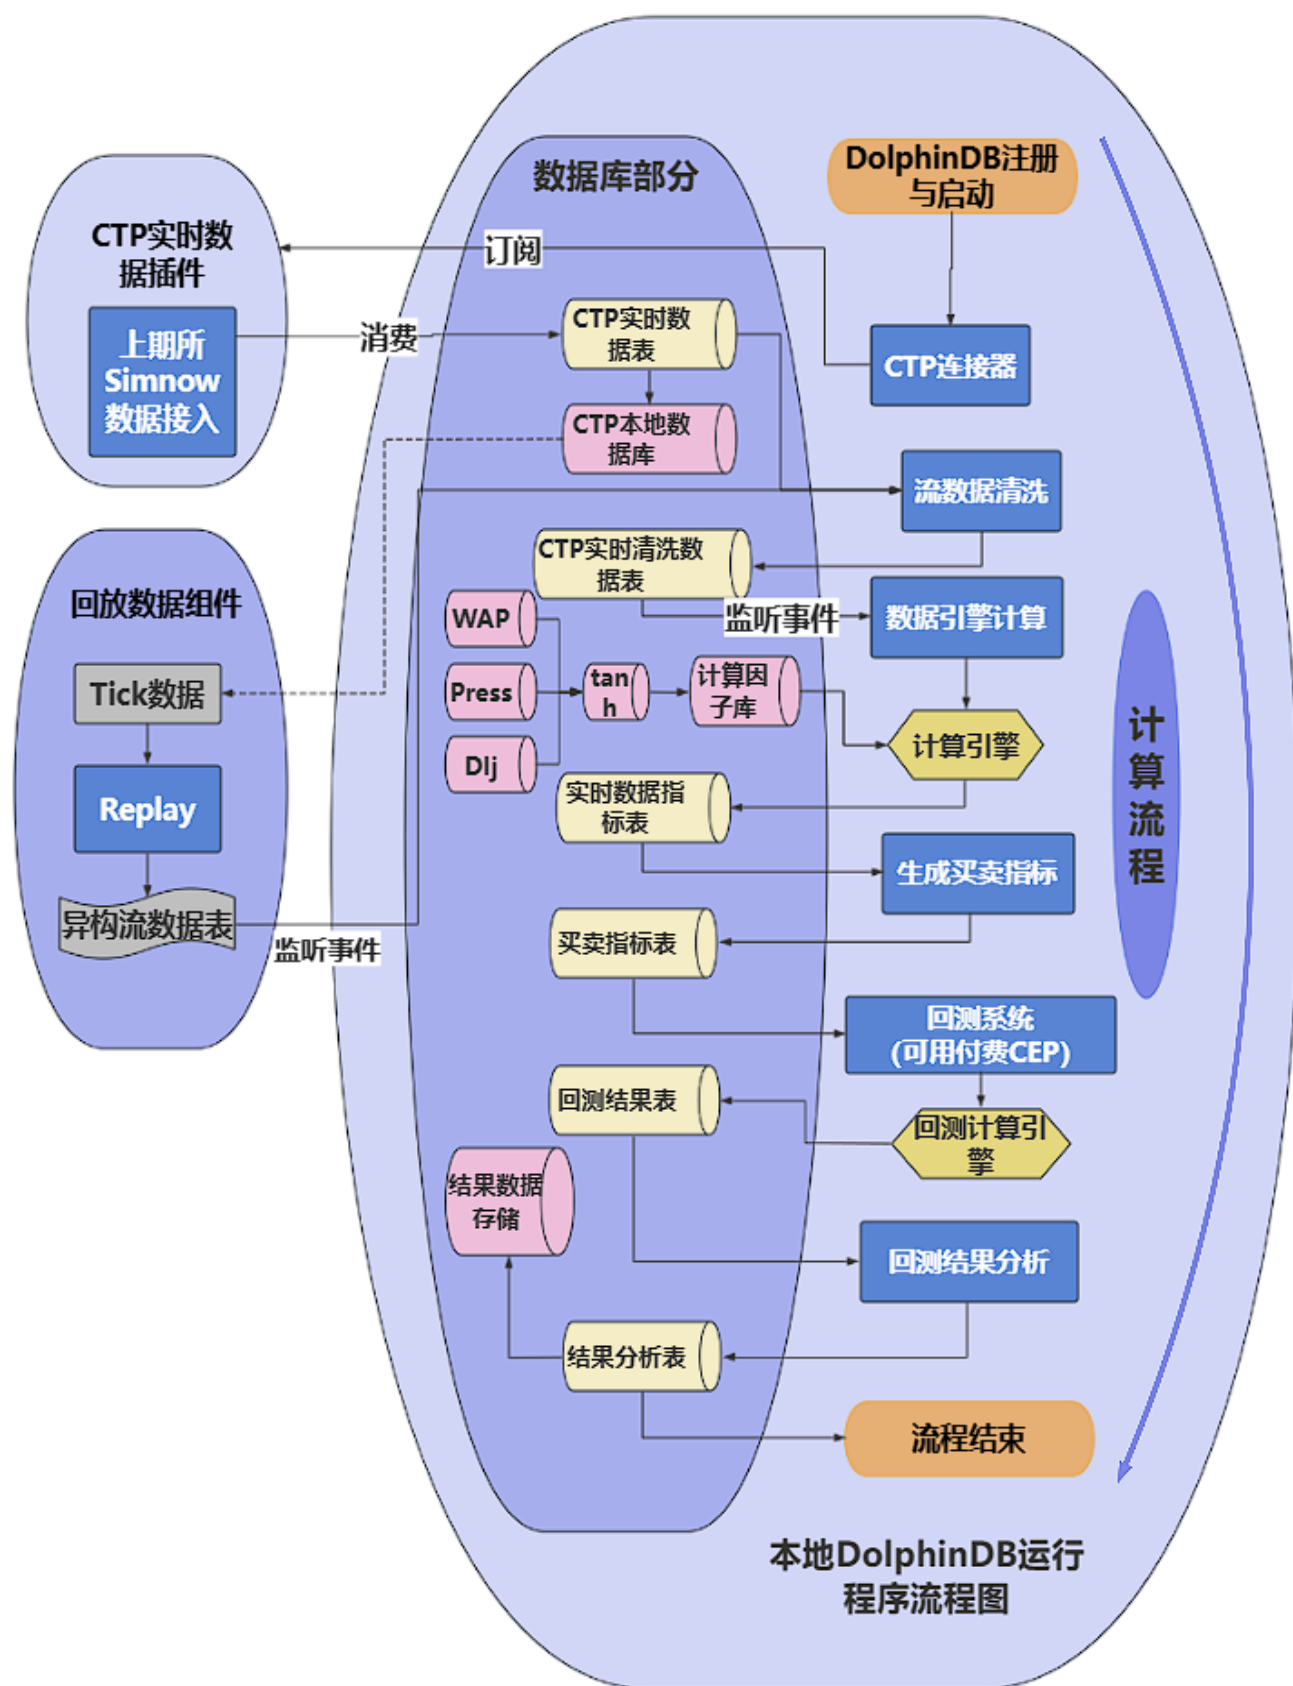 数据库部分
DolphinDB注册
与启动
CTP实时数
据插件
订阅
上期所
Simnow
数据接入
消费
CTP实时数
据表
CTP连接器
CTP本地数
据库
流数据清洗
CTP实时清洗数
据表
回放数据组件
WAP
监听事件
数据引擎计算
Tick数据
Press
tan
h
计算因
子库
计算引擎
计
算
流
程
Dlj
Replay
实时数据指
标表
生成买卖指标
异构流数据表
监听事件
买卖指标表
回测系统
(可用付费CEP)
回测结果表
回测计算引
擎
结果数据
存储
回测结果分析
结果分析表
流程结束
本地DolphinDB运行
程序流程图